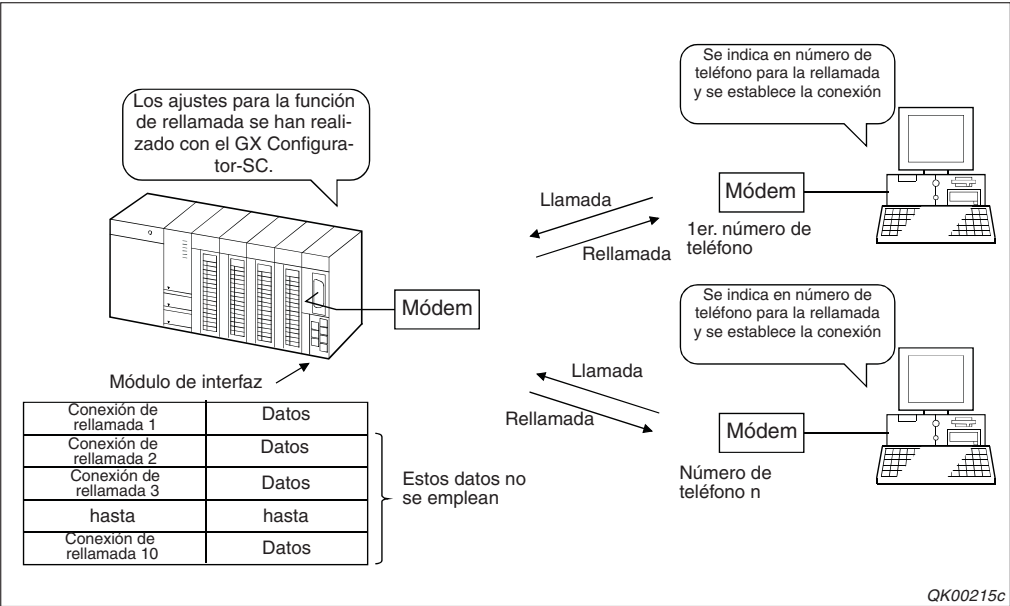 Los ajustes para la función
de rellamada se han reali-
zado con el GX Configura-
tor-SC.
Módem
Módulo de interfaz
Se indica en número de
teléfono para la rellamada
y se establece la conexión
Llamada
Rellamada
Módem
1er. número de
teléfono
Se indica en número de
teléfono para la rellamada
y se establece la conexión
Llamada
Rellamada
Módem
Número de
teléfono n
Conexión de
rellamada 1
Datos
Conexión de
rellamada 2
Datos
Conexión de
rellamada 3
Datos
hasta
hasta
Conexión de
rellamada 10
Datos
Estos datos no
se emplean
QK00215c